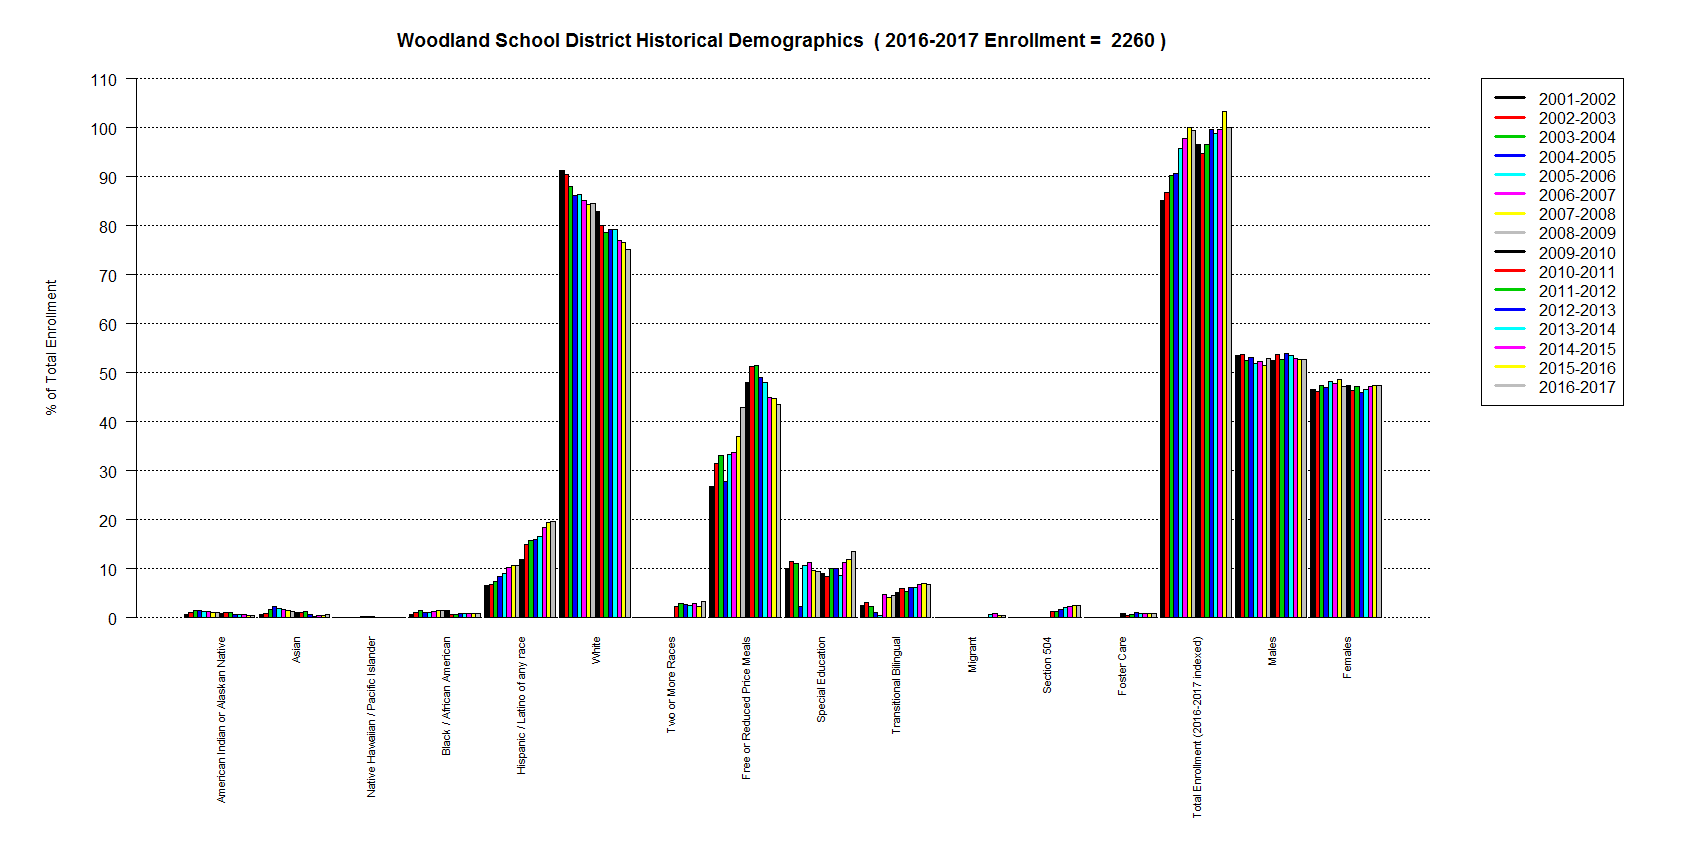 Woodland School District Historical Demographics  ( 2016-2017 Enrollment =  2260 )
% of Total Enrollment
110
100
90
80
70
60
50
40
30
20
10
0
American Indian or Alaskan Native
Asian
Native Hawaiian / Pacific Islander
Black / African American
Hispanic / Latino of any race
White
Two or More Races
Free or Reduced Price Meals
Special Education
Transitional Bilingual
Migrant
Section 504
Foster Care
Total Enrollment (2016-2017 indexed)
Males
Females
2001-2002
2002-2003
2003-2004
2004-2005
2005-2006
2006-2007
2007-2008
2008-2009
2009-2010
2010-2011
2011-2012
2012-2013
2013-2014
2014-2015
2015-2016
2016-2017